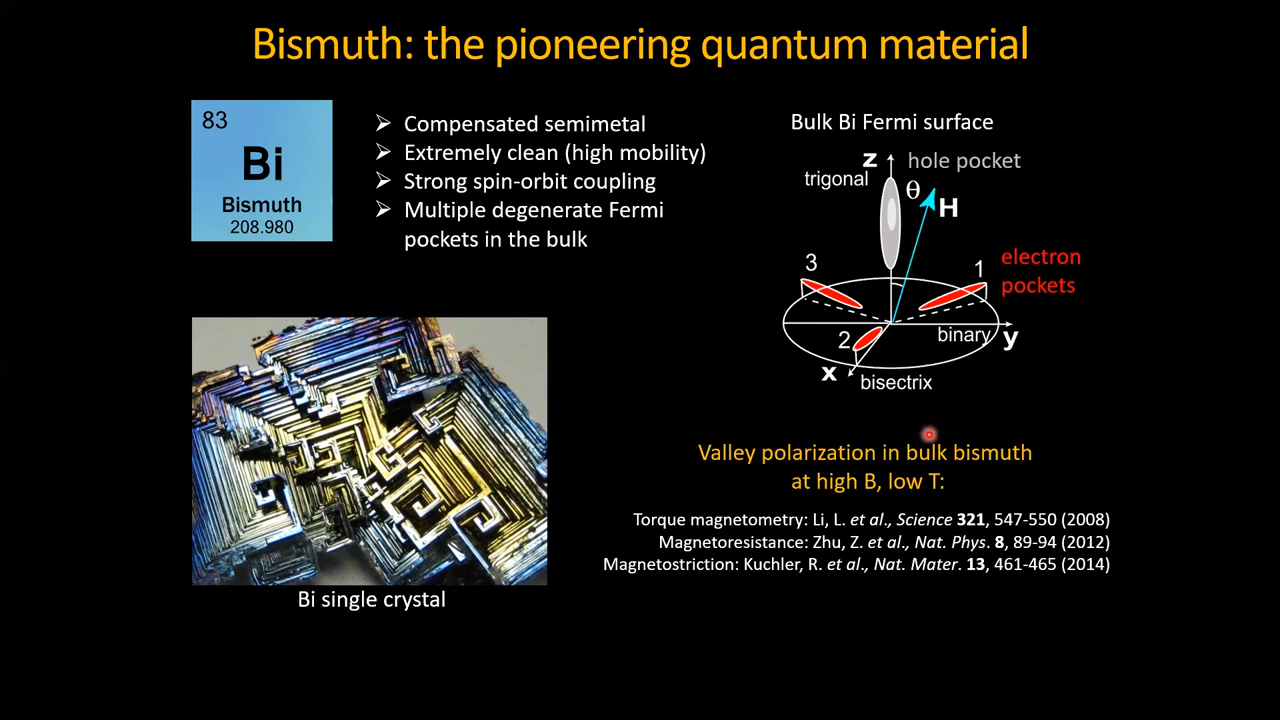 Bismuth: the pioneering quantum material
83
Bi
Bismuth
208.980
➢ Compensated semimetal
➢ Extremely clean (high mobility)
➢ Strong spin-orbit coupling
➢ Multiple degenerate Fermi
pockets in the bulk
Bulk Bi Fermi surface
z hole pocket
trigonal
θ
H
3
1
electron
pockets
2
binary y
x
bisectrix
Valley polarization in bulk bismuth
at high B, low T:
Torque magnetometry: Li, L. et al., Science 321, 547-550 (2008)
Magnetoresistance: Zhu, Z. et al., Nat. Phys. 8, 89-94 (2012)
Magnetostriction: Kuchler, R. et al., Nat. Mater. 13, 461-465 (2014)
Bi single crystal